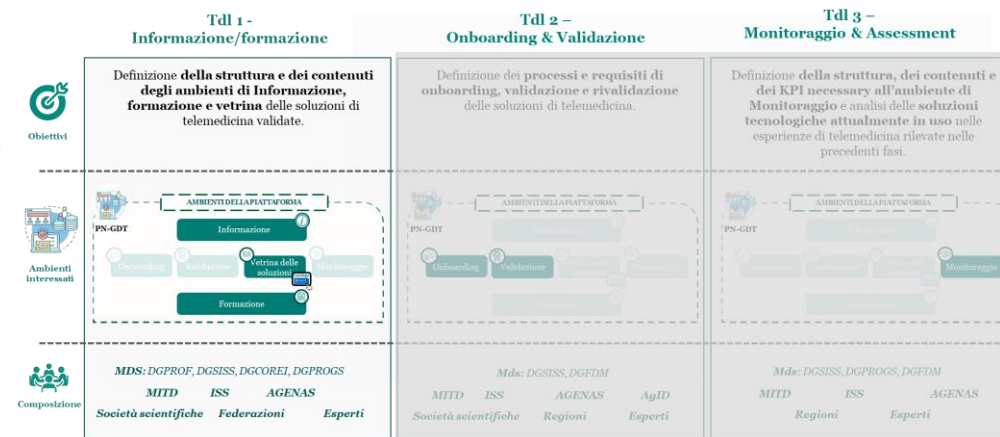 Tdl 1 -
Informazione/formazione
Tdl 2 –
Onboarding & Validazione
Tdl 3 –
Monitoraggio & Assessment
Obiettivi
Definizione della struttura e dei contenuti
degli ambienti di Informazione,
formazione e vetrina delle soluzioni di
telemedicina validate.
Definizione dei processi e requisiti di
onboarding, validazione e rivalidazione
delle soluzioni di telemedicina.
Definizione della struttura, dei contenuti e
dei KPI necessary all'ambiente di
Monitoraggio e analisi delle soluzioni
tecnologiche attualmente in uso nelle
esperienze di telemedicina rilevate nelle
precedenti fasi.
Ambienti
interessati
PN-GDT
AMBIENTI DELLA PIATTAFORMA
Informazione
Onboarding
Validazione
Vetrina delle
soluzioni
Monitoraggio
Formazione
PN-GDT
AMBIENTI DELLA PIATTAFORMA
Onboarding
Validazione
PN-GDT
AMBIENTI DELLA PIATTAFORMA
Monitoraggio
Composizione
MDS: DGPROF, DGSISS, DGCOREI, DGPROGS
MITD ISS AGENAS
Società scientifiche Federazioni Esperti
Mds: DGSISS, DGFDM
MITD ISS AGENAS AgID
Società scientifiche Regioni Esperti
Mds: DGSISS, DGPROGS, DGFDM
MITD ISS AGENAS
Regioni Esperti